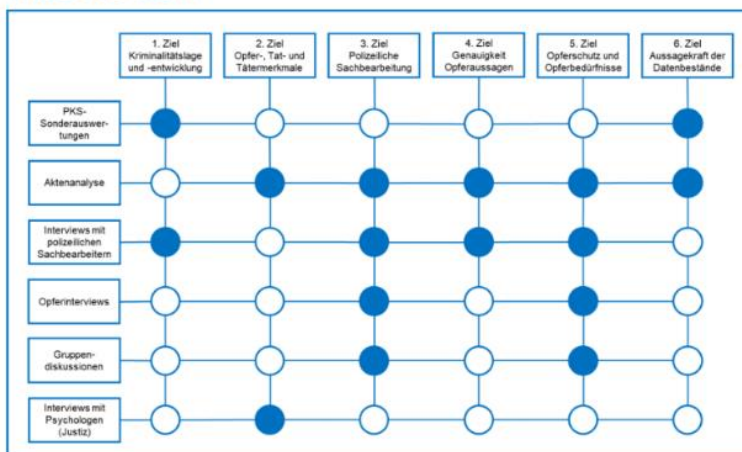 1. Ziel
Kriminalitätslage
und -entwicklung
2. Ziel
Opfer-, Tat- und
Tätermerkmale
3. Ziel
Polizeiliche
Sachbearbeitung
4. Ziel
Genauigkeit
Opferaussagen
5. Ziel
Opferschutz und
Opferbedürfnisse
6. Ziel
Aussagekraft der
Datenbestände
PKS-
Sonderauswer-
tungen
Aktenanalyse
Interviews mit
polizeilichen
Sachbearbeitern
Opferinterviews
Gruppen-
diskussionen
Interviews mit
Psychologen
(Justiz)